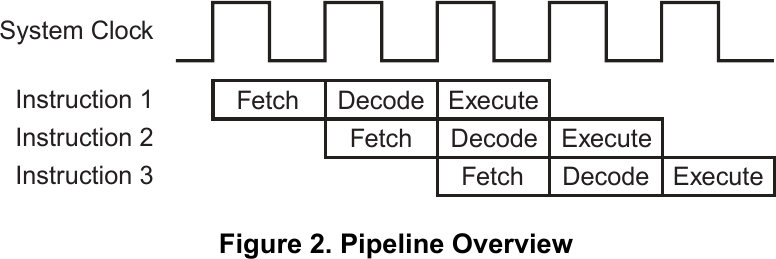 System Clock
Instruction 1 Fetch Decode Execute
Instruction 2 Fetch Decode Execute
Instruction 3 Fetch Decode Execute
Figure 2. Pipeline Overview